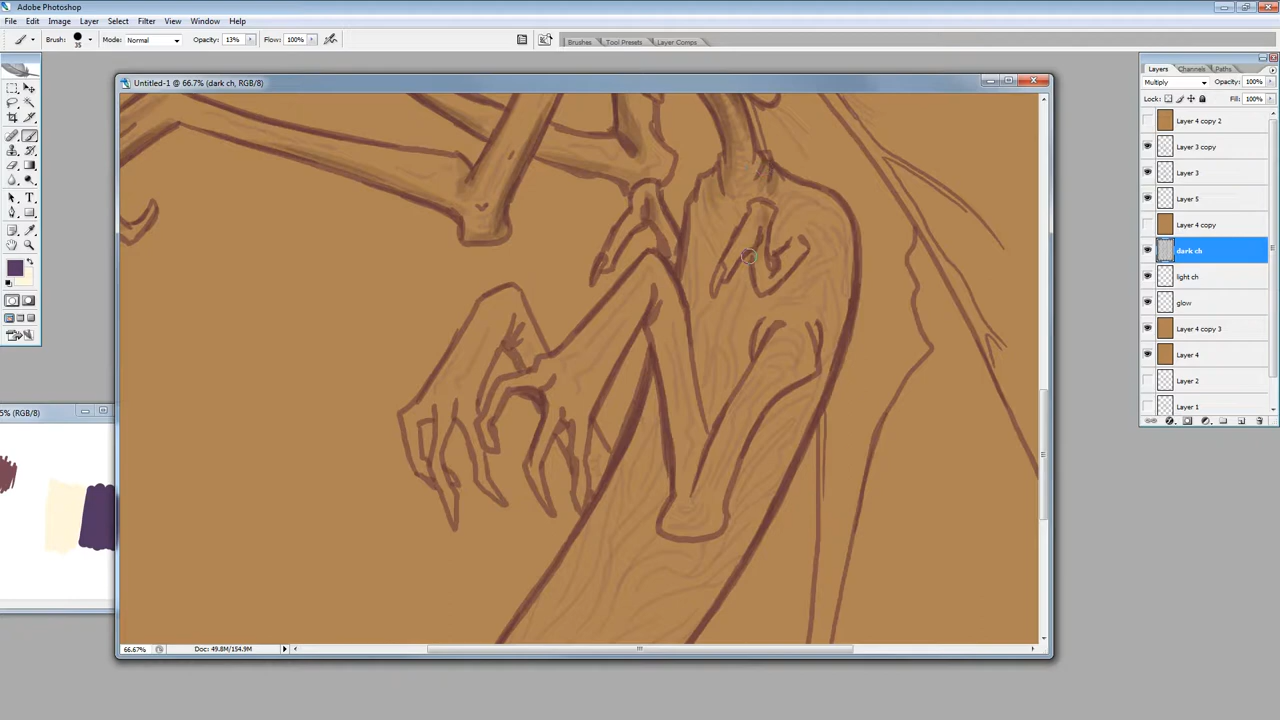 Adobe Photoshop
File Edit Image Layer Select Filter View Window Help
Brush: 35 Mode: Normal Opacity: 13% Flow: 100% Brushes Tool Presets Layer Comps
Untitled-1 @ 66.7% (dark ch, RGB/8)
Layers Channels Paths
Multiply Opacity: 100%
Lock: Fill: 100%
Layer 4 copy 2
Layer 3 copy
Layer 3
Layer 5
Layer 4 copy
dark ch
light ch
glow
Layer 4 copy 3
Layer 4
Layer 2
Layer 1
5% (RGB/8)
66.67% Doc: 49.8M/154.9M